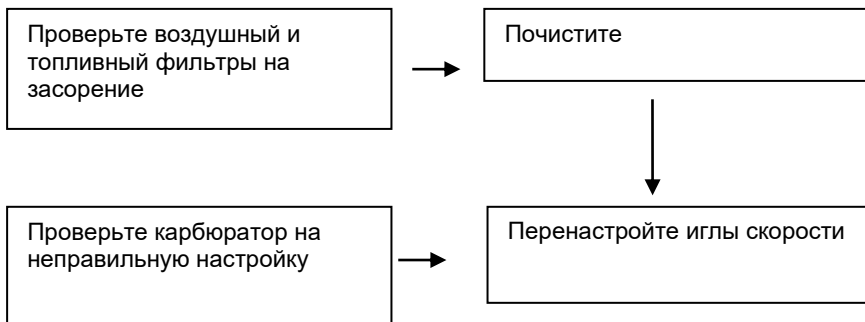 Проверьте воздушный и
топливный фильтры на
засорение
Почистите
Проверьте карбюратор на
неправильную настройку
Перенастройте иглы скорости